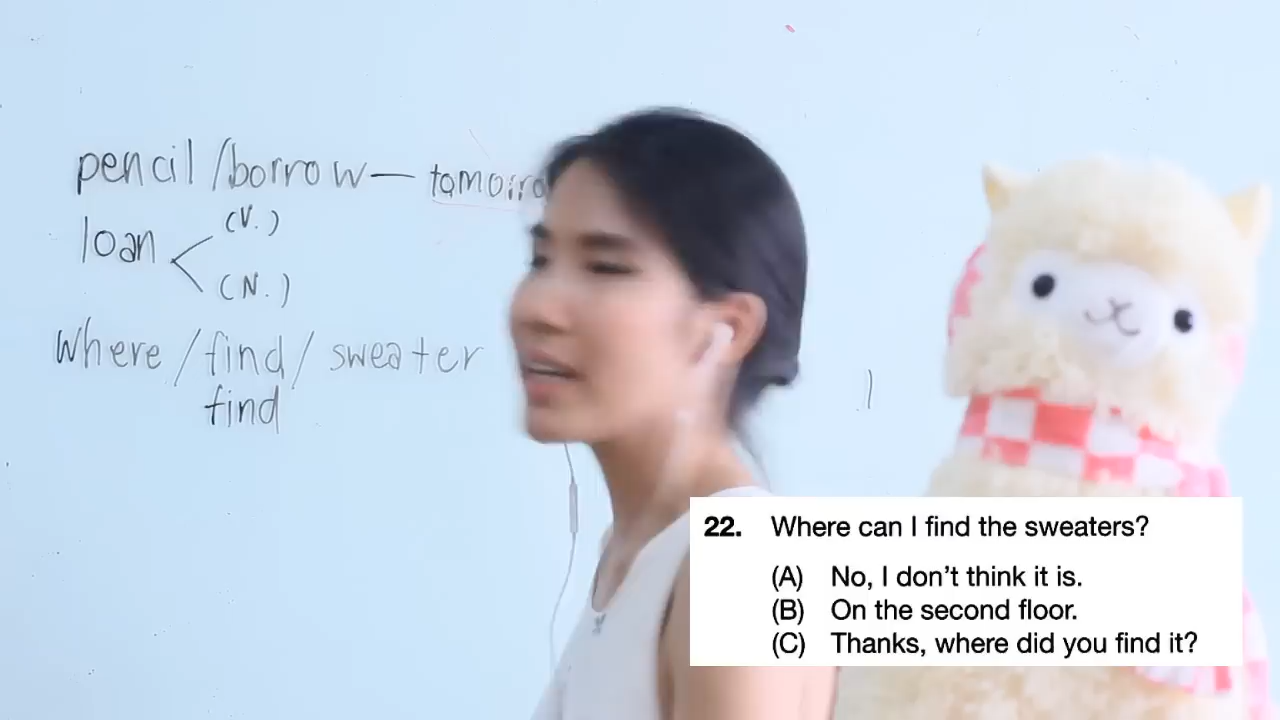 pencil / borrow —
loan < (V.)
(N.)
Where / find / sweater
find
22. Where can I find the sweaters?
(A) No, I don't think it is.
(B) On the second floor.
(C) Thanks, where did you find it?